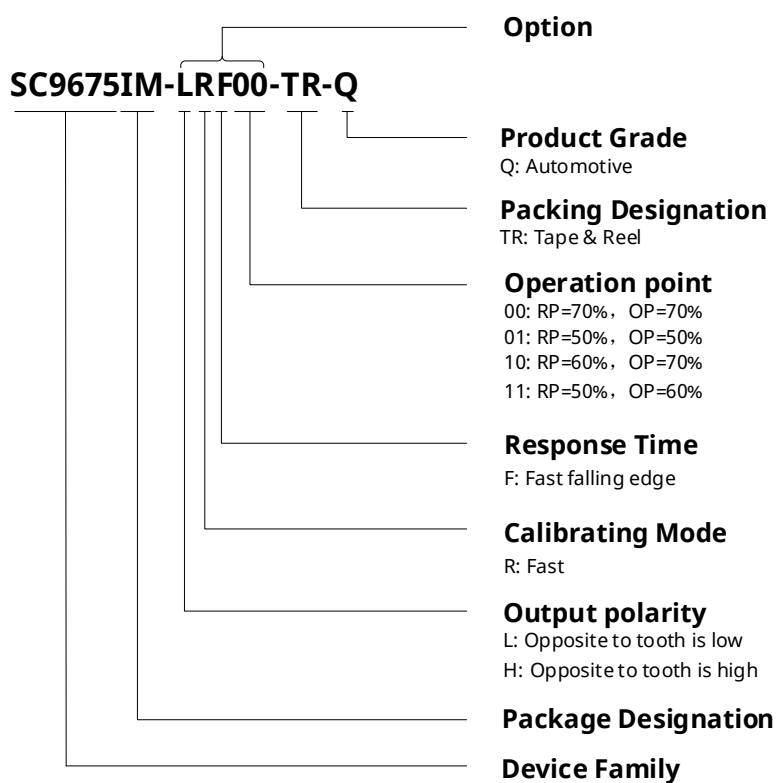 Option
SC9675IM-LRF00-TR-Q
Product Grade
Q: Automotive
Packing Designation
TR: Tape & Reel
Operation point
00: RP=70%，OP=70%
01: RP=50%，OP=50%
10: RP=60%，OP=70%
11: RP=50%，OP=60%
Response Time
F: Fast falling edge
Calibrating Mode
R: Fast
Output polarity
L: Opposite to tooth is low
H: Opposite to tooth is high
Package Designation
Device Family